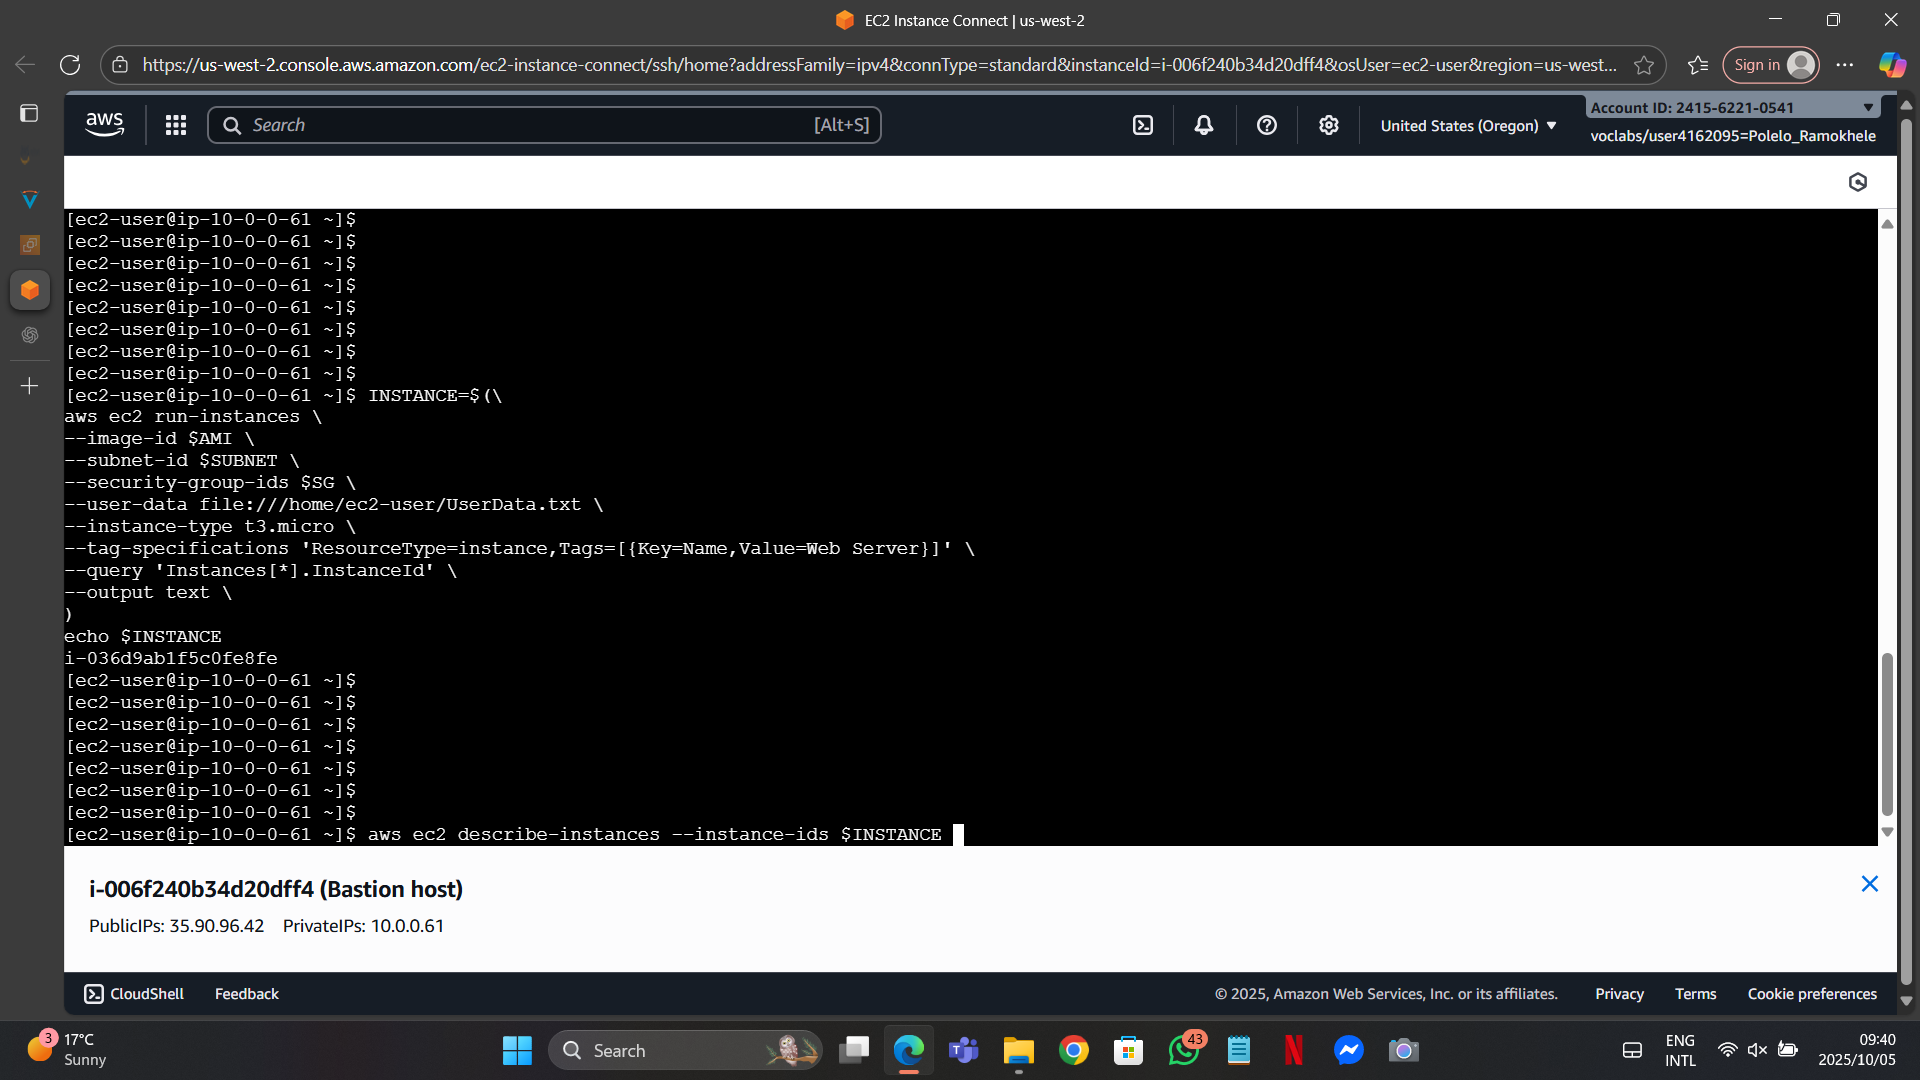 EC2 Instance Connect | us-west-2
https://us-west-2.console.aws.amazon.com/ec2-instance-connect/ssh/home?addressFamily=ipv4&connType=standard&instanceId=i-006f240b34d20dff4&osUser=ec2-user&region=us-west...
Sign in
aws
Search
[Alt+S]
United States (Oregon)
Account ID: 2415-6221-0541
voclabs/user4162095=Polelo_Ramokhele
[ec2-user@ip-10-0-0-61 ~]$
[ec2-user@ip-10-0-0-61 ~]$
[ec2-user@ip-10-0-0-61 ~]$
[ec2-user@ip-10-0-0-61 ~]$
[ec2-user@ip-10-0-0-61 ~]$
[ec2-user@ip-10-0-0-61 ~]$
[ec2-user@ip-10-0-0-61 ~]$
[ec2-user@ip-10-0-0-61 ~]$
[ec2-user@ip-10-0-0-61 ~]$ INSTANCE=$(\
aws ec2 run-instances \
--image-id $AMI \
--subnet-id $SUBNET \
--security-group-ids $SG \
--user-data file:///home/ec2-user/UserData.txt \
--instance-type t3.micro \
--tag-specifications 'ResourceType=instance,Tags=[{Key=Name,Value=Web Server}]' \
--query 'Instances[*].InstanceId' \
--output text \
)
echo $INSTANCE
i-036d9ab1f5c0fe8fe
[ec2-user@ip-10-0-0-61 ~]$
[ec2-user@ip-10-0-0-61 ~]$
[ec2-user@ip-10-0-0-61 ~]$
[ec2-user@ip-10-0-0-61 ~]$
[ec2-user@ip-10-0-0-61 ~]$
[ec2-user@ip-10-0-0-61 ~]$
[ec2-user@ip-10-0-0-61 ~]$
[ec2-user@ip-10-0-0-61 ~]$ aws ec2 describe-instances --instance-ids $INSTANCE
i-006f240b34d20dff4 (Bastion host)
PublicIPs: 35.90.96.42 PrivateIPs: 10.0.0.61
CloudShell
Feedback
© 2025, Amazon Web Services, Inc. or its affiliates.
Privacy
Terms
Cookie preferences
3
17°C
Sunny
Search
43
ENG
INTL
09:40
2025/10/05